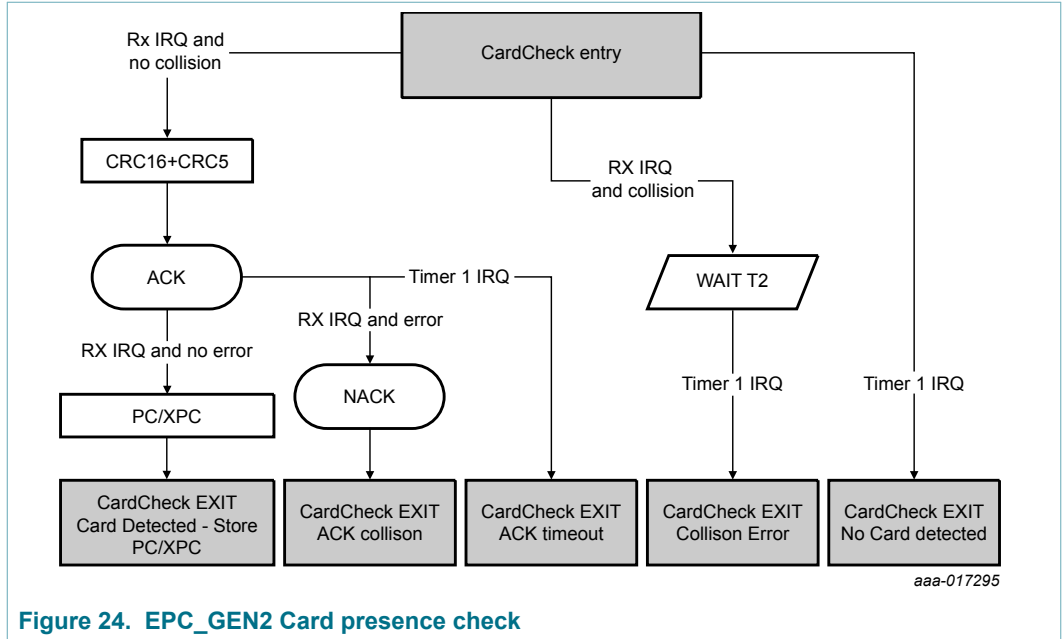 Rx IRQ and
no collision
CardCheck entry
CRC16+CRC5
RX IRQ
and collision
ACK
Timer 1 IRQ
WAIT T2
RX IRQ and error
RX IRQ and no error
NACK
Timer 1 IRQ
Timer 1 IRQ
PC/XPC
CardCheck EXIT
Card Detected - Store
PC/XPC
CardCheck EXIT
ACK collison
CardCheck EXIT
ACK timeout
CardCheck EXIT
Collison Error
CardCheck EXIT
No Card detected
aaa-017295
Figure 24. EPC_GEN2 Card presence check